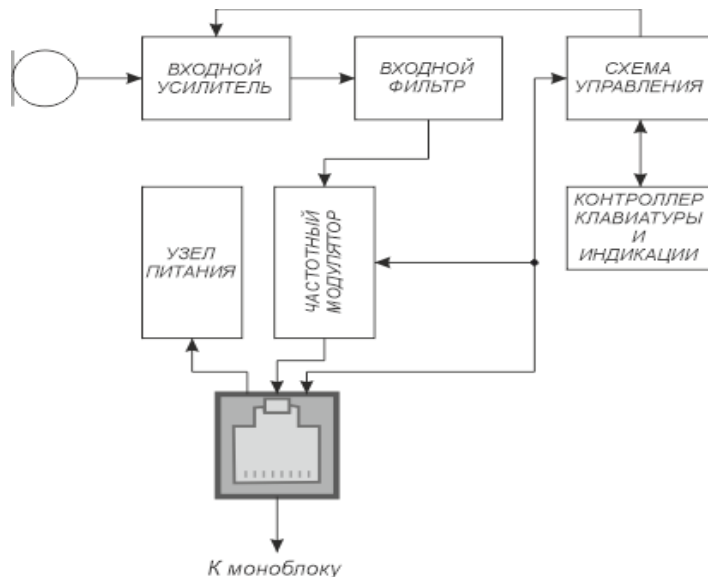 ВХОДНОЙ
УСИЛИТЕЛЬ
ВХОДНОЙ
ФИЛЬТР
СХЕМА
УПРАВЛЕНИЯ
УЗЕЛ
ПИТАНИЯ
ЧАСТОТНЫЙ
МОДУЛЯТОР
КОНТРОЛЛЕР
КЛАВИАТУРЫ
И
ИНДИКАЦИИ
К моноблоку